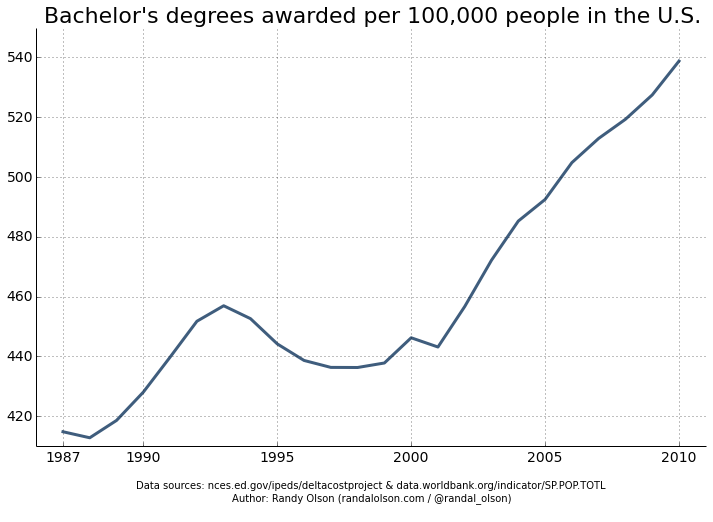 Bachelor's degrees awarded per 100,000 people in the U.S.
540
520
500
480
460
440
420
1987 1990 1995 2000 2005 2010
Data sources: nces.ed.gov/ipeds/deltacostproject & data.worldbank.org/indicator/SP.POP.TOTL
Author: Randy Olson (randalolson.com / @randal_olson)